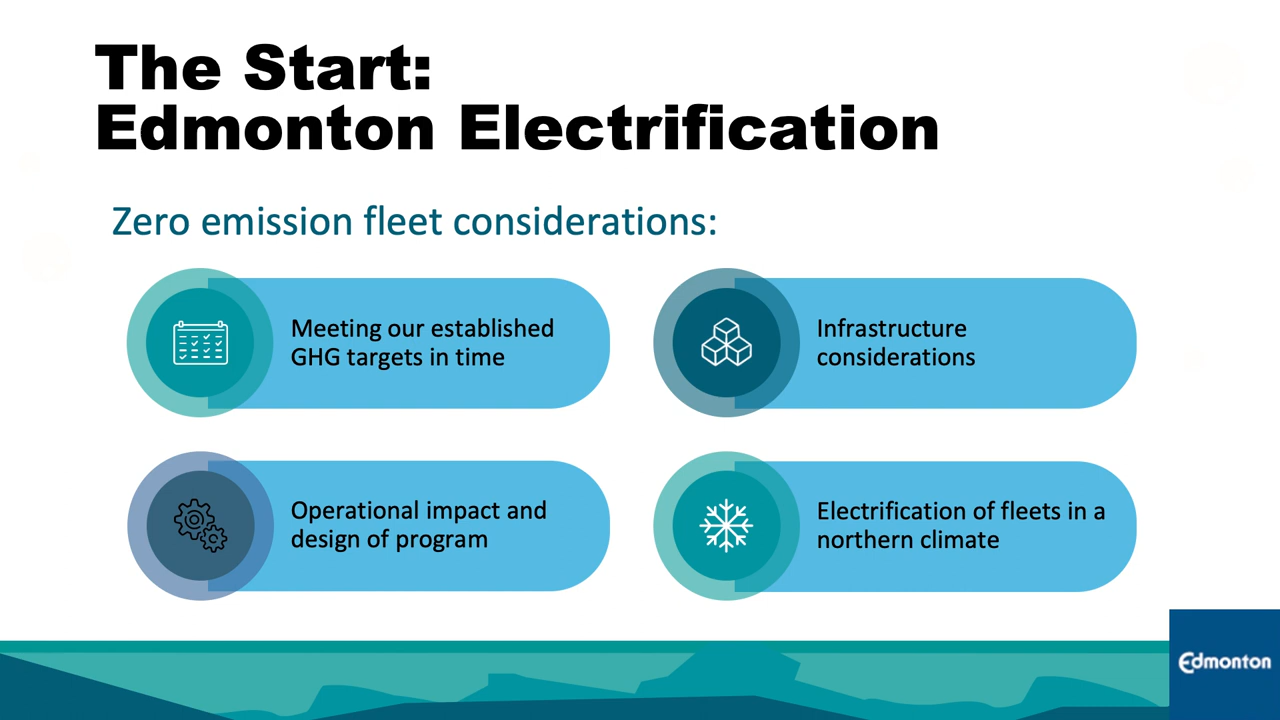 The Start:
Edmonton Electrification
Zero emission fleet considerations:
Meeting our established
GHG targets in time
Infrastructure
considerations
Operational impact and
design of program
Electrification of fleets in a
northern climate
Edmonton